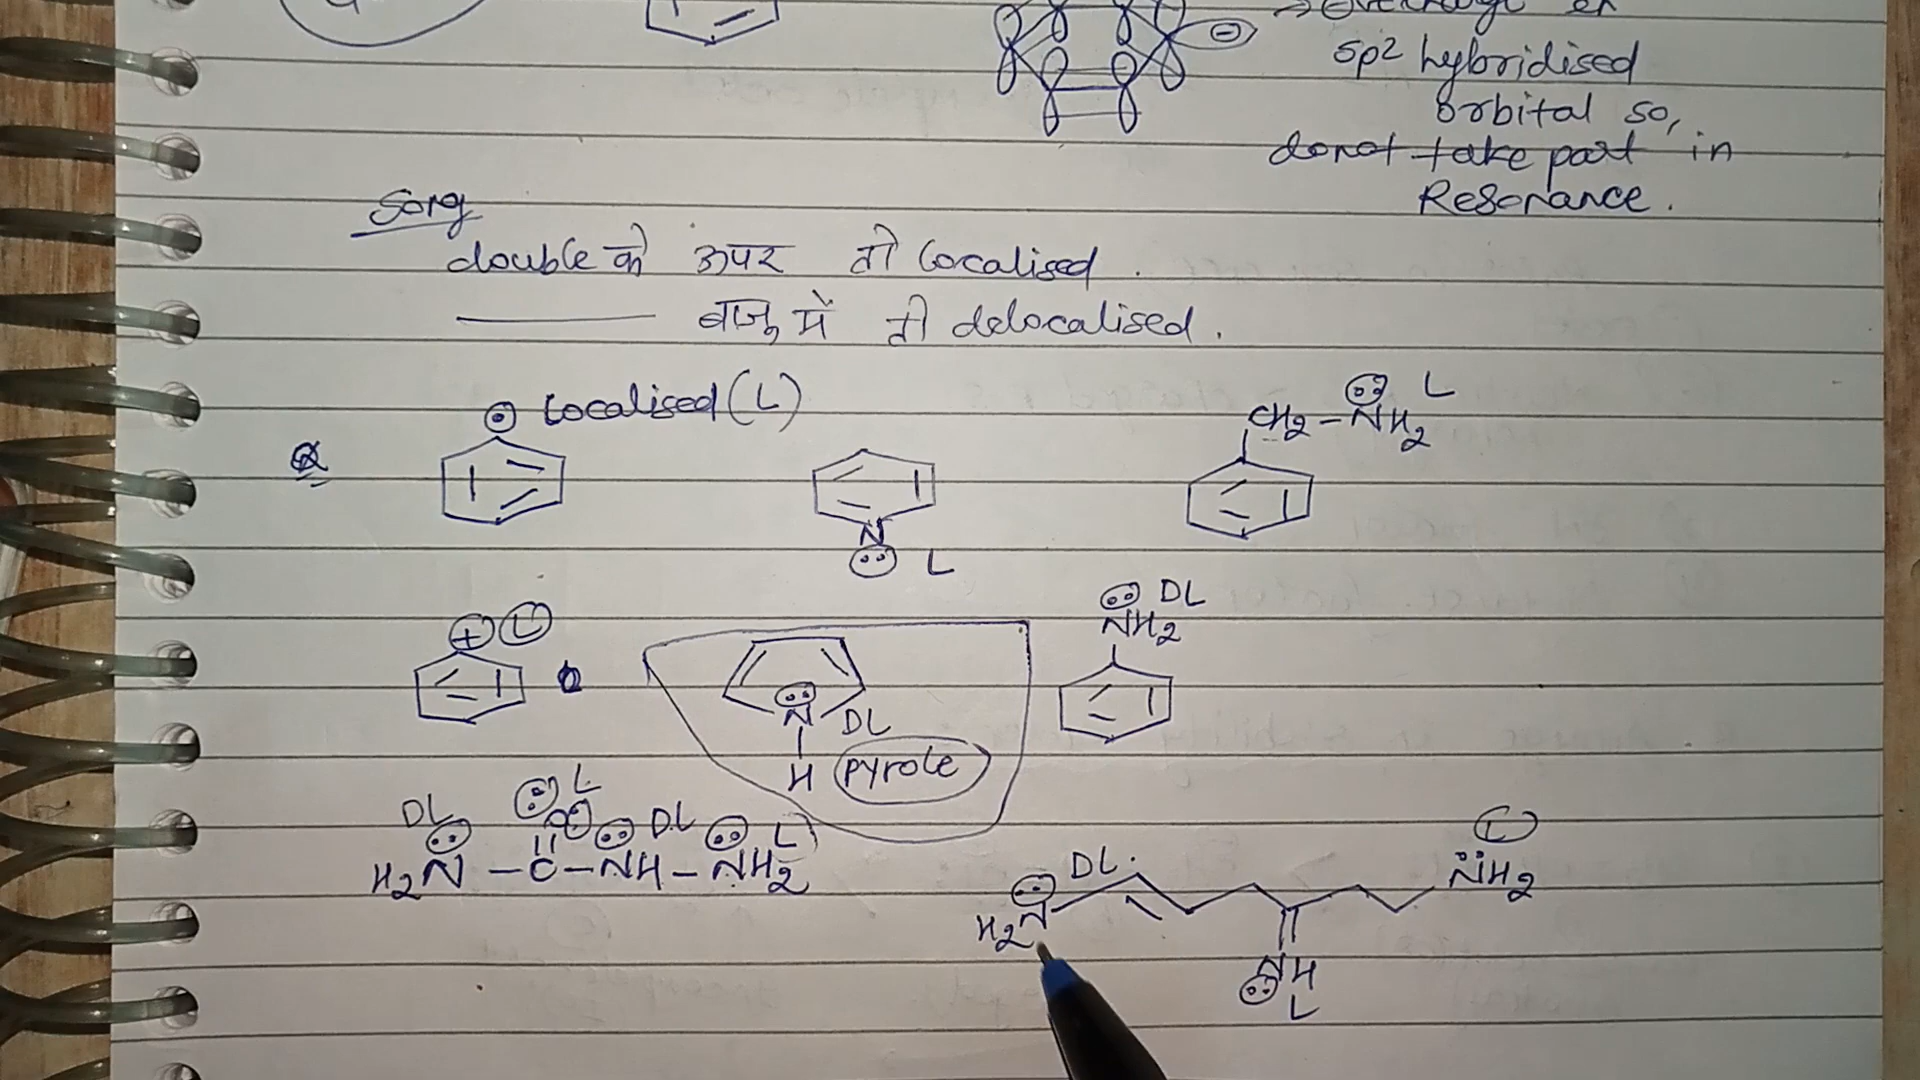 sp2 hybridised
orbital so,
donot take part in
Resonance.
Song
double के ऊपर तो localised.
बाजू में तो delocalised.
Q
localised (L)
N
L
CH2 - NH2 L
+ L
N DL
H pyrole
NH2 DL
DL L DL L
H2N - C - NH - NH2
DL.
H2N
NH
L
L
NH2